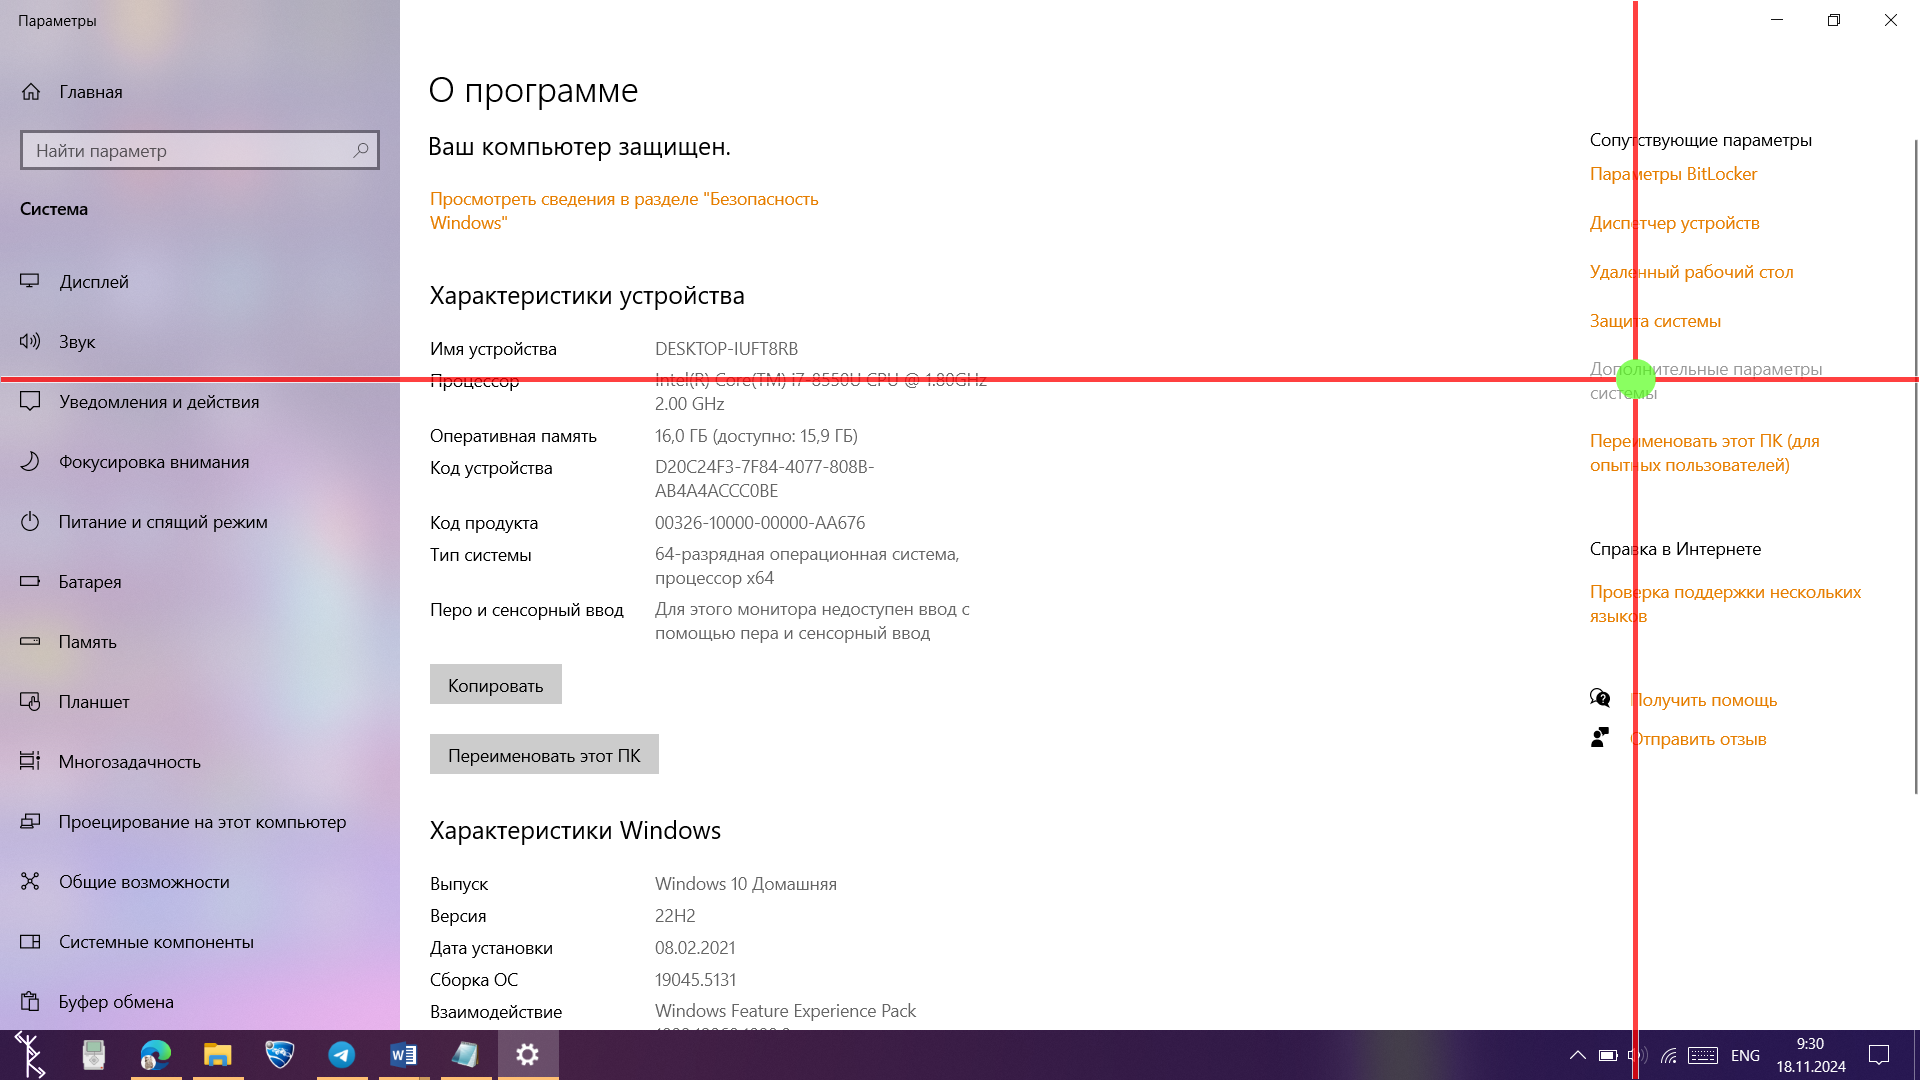 Параметры
Главная
Найти параметр
Система
Дисплей
Звук
Уведомления и действия
Фокусировка внимания
Питание и спящий режим
Батарея
Память
Планшет
Многозадачность
Проецирование на этот компьютер
Общие возможности
Системные компоненты
Буфер обмена
О программе
Ваш компьютер защищен.
Просмотреть сведения в разделе "Безопасность
Windows"
Характеристики устройства
Имя устройства DESKTOP-IUFT8RB
Процессор Intel(R) Core(TM) i7-8550U CPU @ 1.80GHz
2.00 GHz
Оперативная память 16,0 ГБ (доступно: 15,9 ГБ)
Код устройства D20C24F3-7F84-4077-808B-
AB4A4ACCC0BE
Код продукта 00326-10000-00000-AA676
Тип системы 64-разрядная операционная система,
процессор x64
Перо и сенсорный ввод Для этого монитора недоступен ввод с
помощью пера и сенсорный ввод
Копировать
Переименовать этот ПК
Характеристики Windows
Выпуск Windows 10 Домашняя
Версия 22H2
Дата установки 08.02.2021
Сборка ОС 19045.5131
Взаимодействие Windows Feature Experience Pack
Сопутствующие параметры
Параметры BitLocker
Диспетчер устройств
Удаленный рабочий стол
Защита системы
Дополнительные параметры
системы
Переименовать этот ПК (для
опытных пользователей)
Справка в Интернете
Проверка поддержки нескольких
языков
Получить помощь
Отправить отзыв
ENG
9:30
18.11.2024